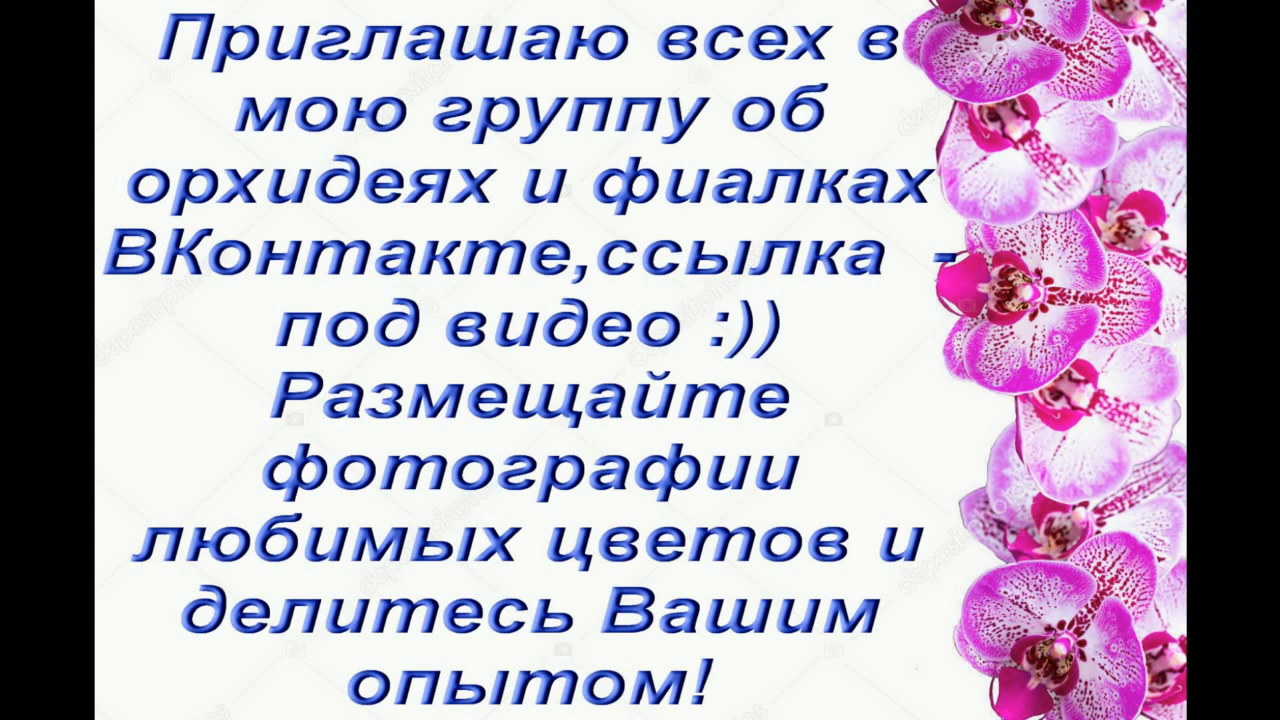 Приглашаю всех в
мою группу об
орхидеях и фиалках
ВКонтакте,ссылка -
под видео :))
Размещайте
фотографии
любимых цветов и
делитесь Вашим
опытом!